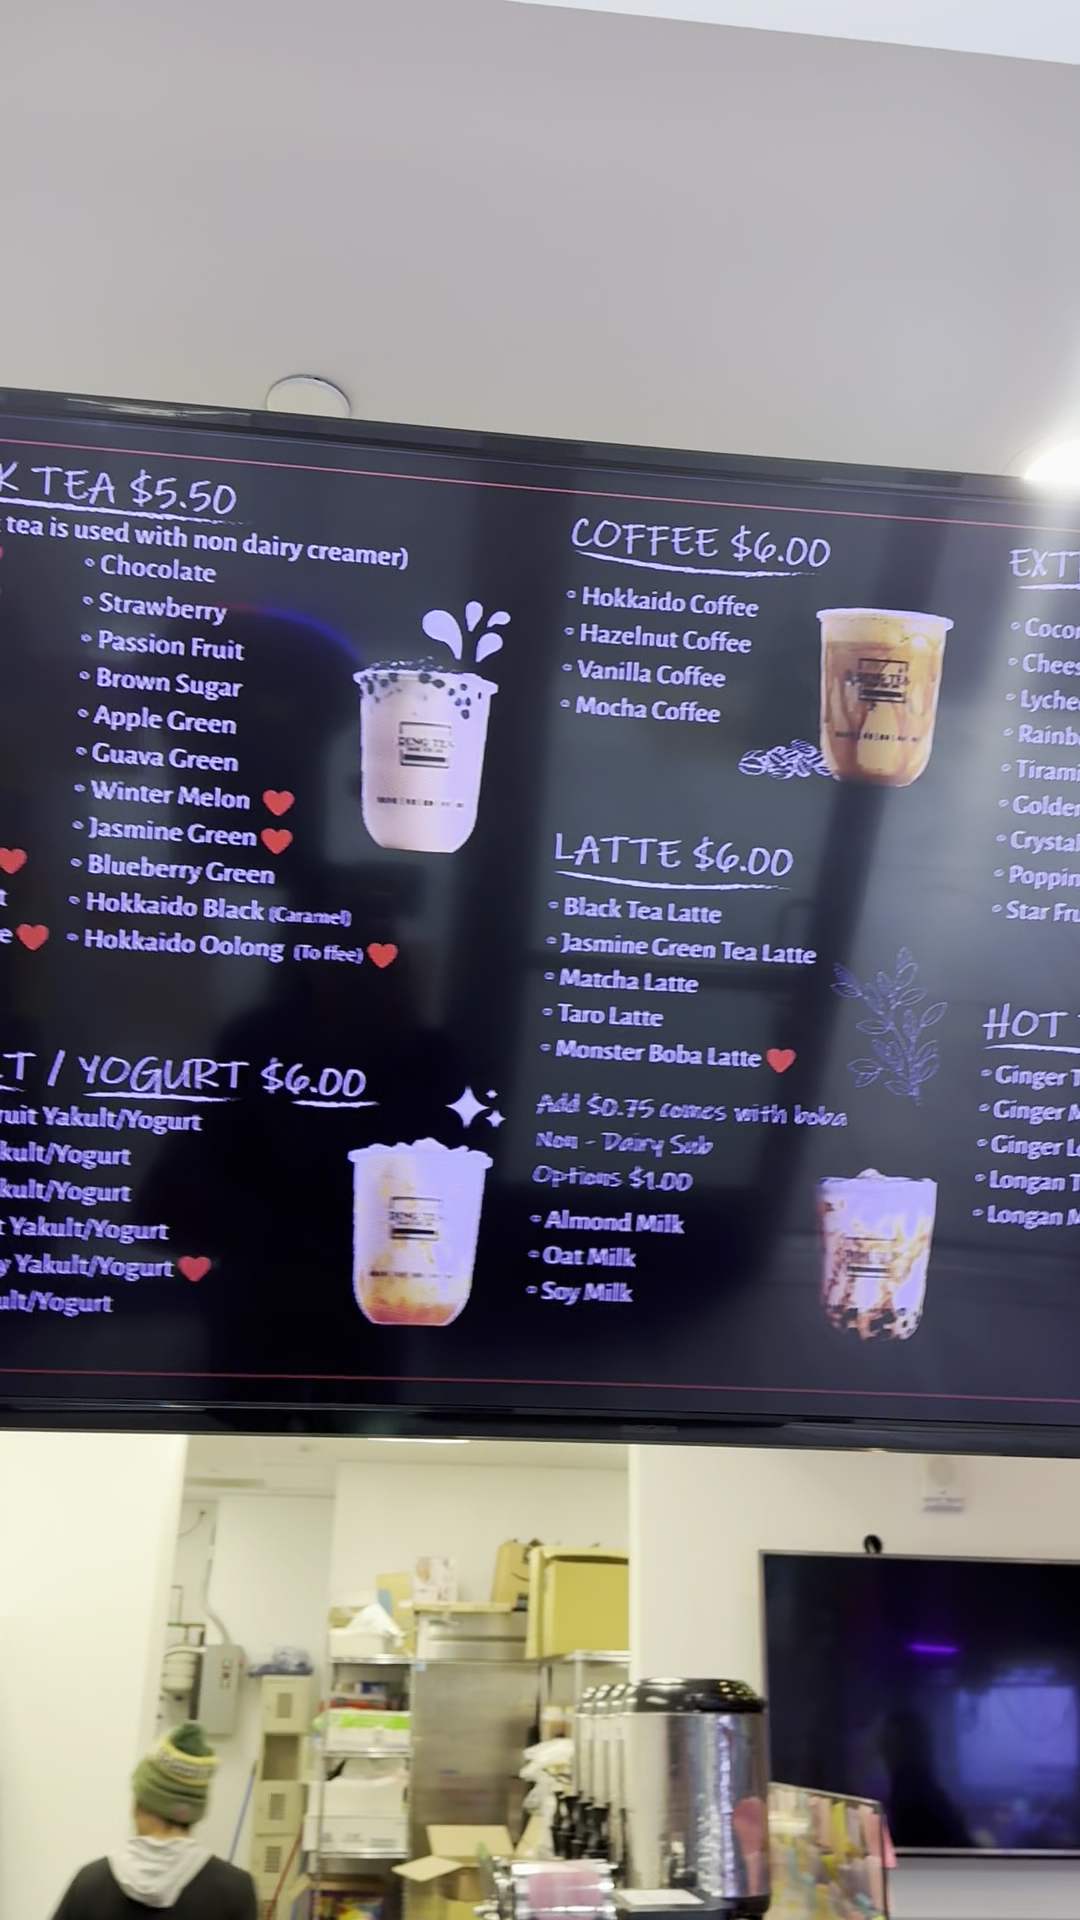 K TEA $5.50
tea is used with non dairy creamer)
◦ Chocolate
◦ Strawberry
◦ Passion Fruit
◦ Brown Sugar
◦ Apple Green
◦ Guava Green
◦ Winter Melon
◦ Jasmine Green
◦ Blueberry Green
◦ Hokkaido Black (Caramel)
◦ Hokkaido Oolong (Toffee)
T / YOGURT $6.00
ruit Yakult/Yogurt
kult/Yogurt
kult/Yogurt
t Yakult/Yogurt
y Yakult/Yogurt
ult/Yogurt
DING TEA
COFFEE $6.00
◦ Hokkaido Coffee
◦ Hazelnut Coffee
◦ Vanilla Coffee
◦ Mocha Coffee
LATTE $6.00
◦ Black Tea Latte
◦ Jasmine Green Tea Latte
◦ Matcha Latte
◦ Taro Latte
◦ Monster Boba Latte
Add $0.75 comes with boba
Non - Dairy Sub
Options $1.00
◦ Almond Milk
◦ Oat Milk
◦ Soy Milk
EXT
◦ Cocon
◦ Chees
◦ Lyche
◦ Rainb
◦ Tirami
◦ Golde
◦ Crystal
◦ Poppin
◦ Star Fru
HOT
◦ Ginger T
◦ Ginger M
◦ Ginger L
◦ Longan T
◦ Longan M